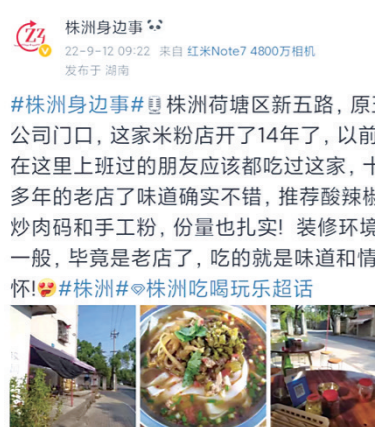 株洲身边事
22-9-12 09:22 来自 红米Note7 4800万相机
发布于 湖南
#株洲身边事#🎙株洲荷塘区新五路，原
公司门口，这家米粉店开了14年了，以前
在这里上班过的朋友应该都吃过这家，十
多年的老店了味道确实不错，推荐酸辣椒
炒肉码和手工粉，份量也扎实! 装修环境
一般，毕竟是老店了，吃的就是味道和情
怀!😍#株洲#株洲吃喝玩乐超话